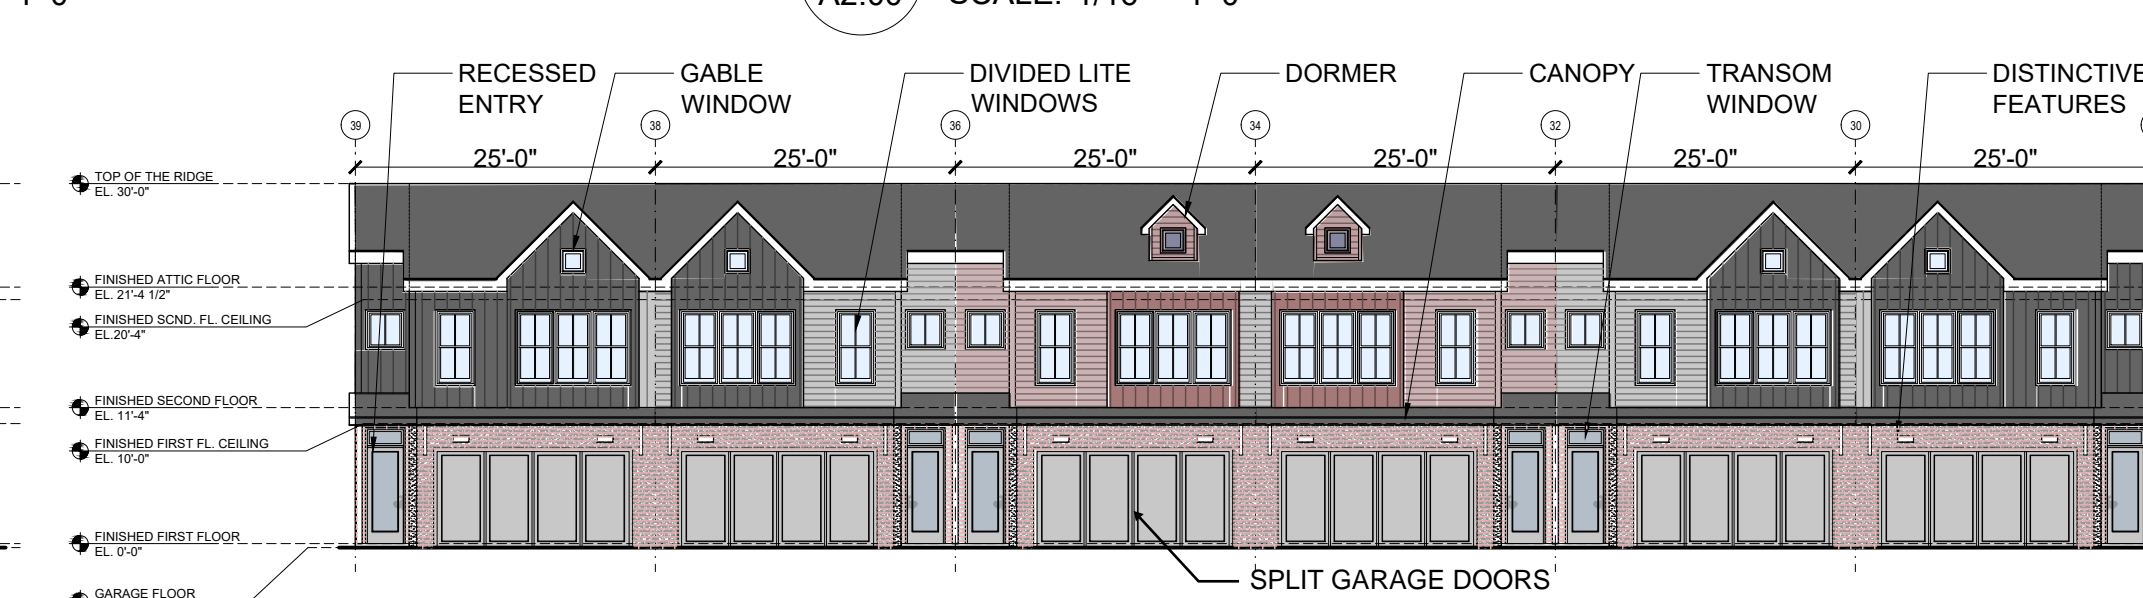 A2.00
RECESSED
ENTRY
GABLE
WINDOW
DIVIDED LITE
WINDOWS
DORMER
CANOPY
TRANSOM
WINDOW
DISTINCTIVE
FEATURES
39
38
36
34
32
30
25'-0"
25'-0"
25'-0"
25'-0"
25'-0"
25'-0"
TOP OF THE RIDGE
EL. 30'-0"
FINISHED ATTIC FLOOR
EL. 21'-4 1/2"
FINISHED SCND. FL. CEILING
EL.20'-4"
FINISHED SECOND FLOOR
EL. 11'-4"
FINISHED FIRST FL. CEILING
EL. 10'-0"
FINISHED FIRST FLOOR
EL. 0'-0"
GARAGE FLOOR
SPLIT GARAGE DOORS